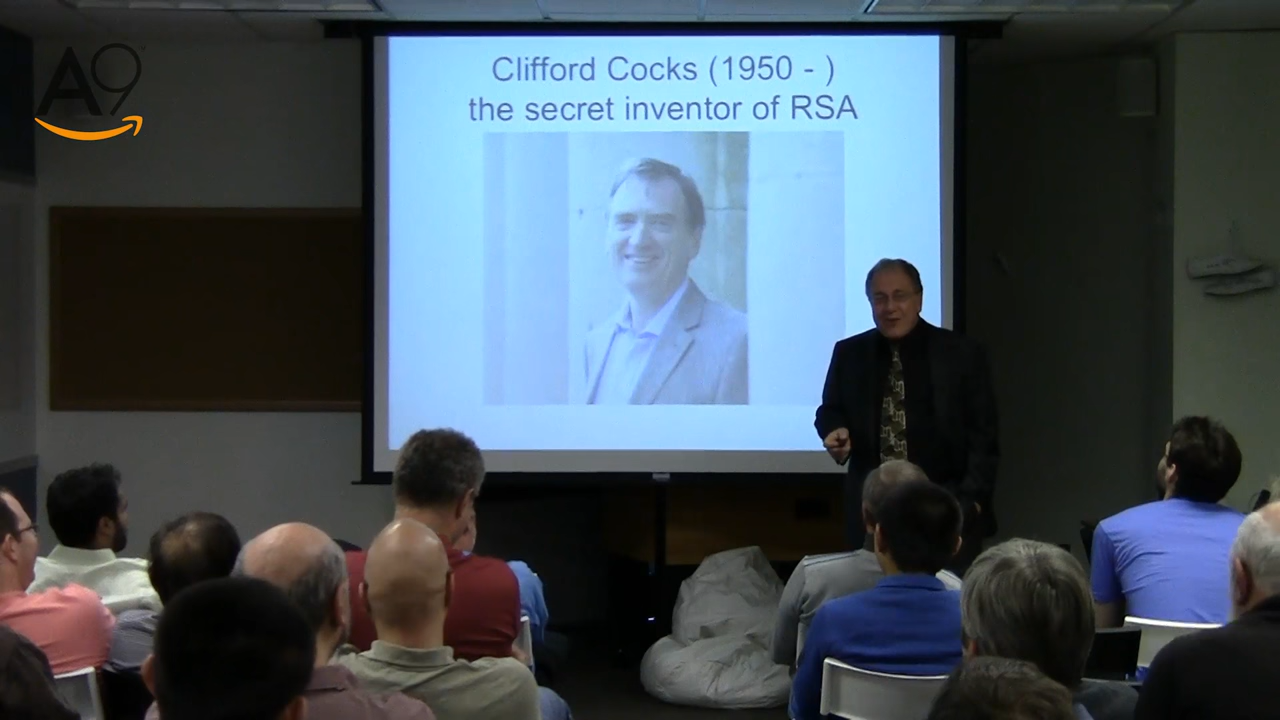 A9
Clifford Cocks (1950 - )
the secret inventor of RSA